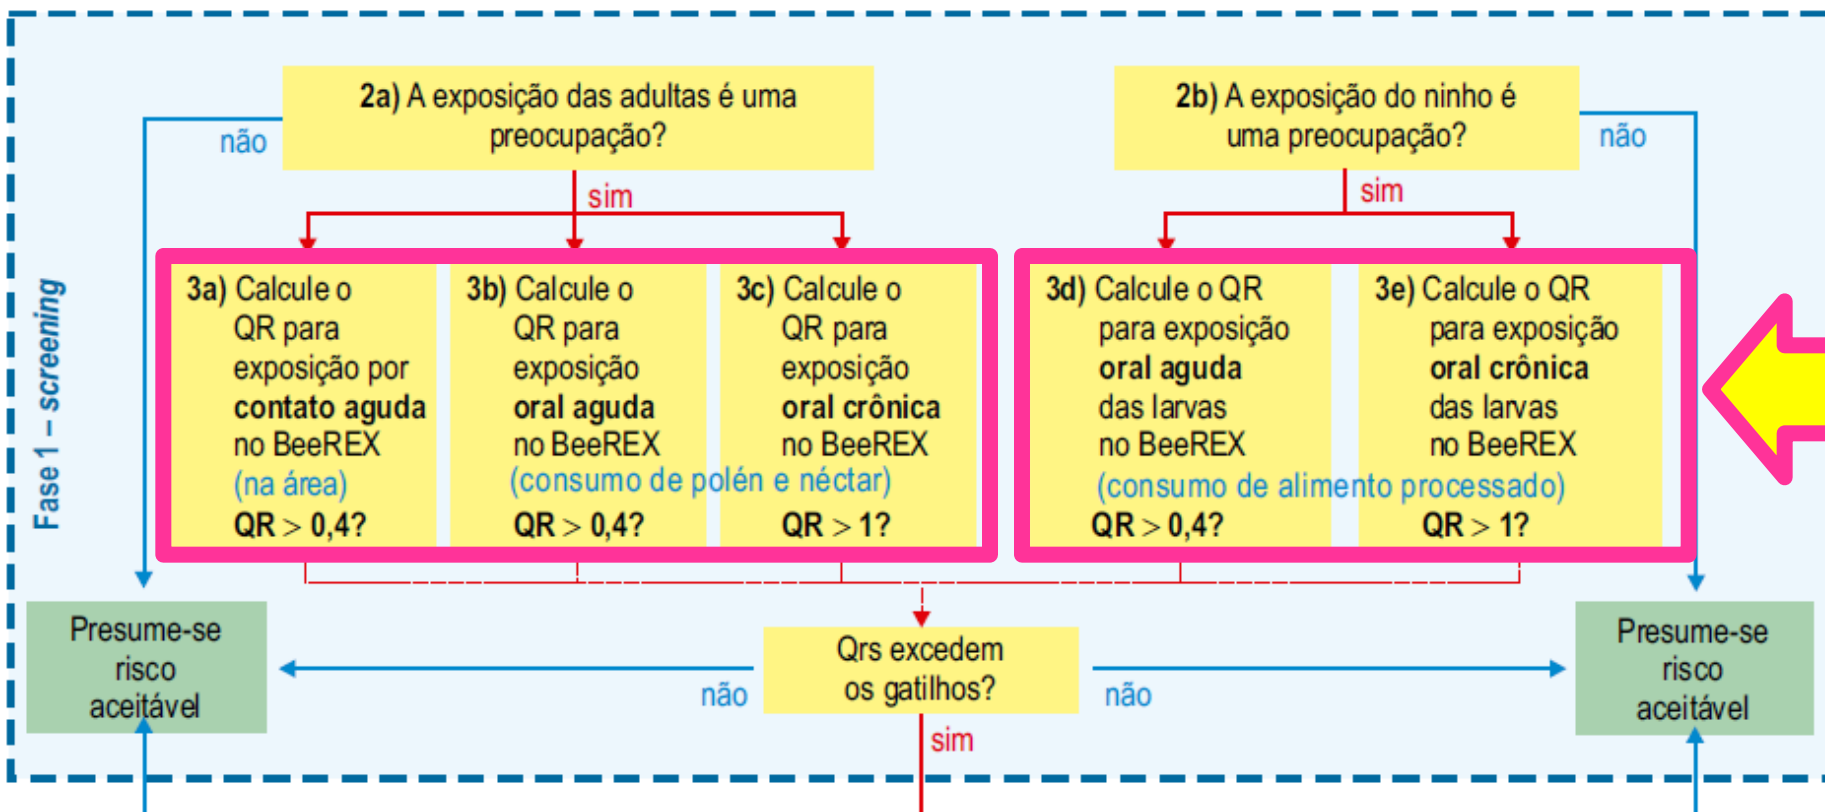 Fase 1 – screening
2a) A exposição das adultas é uma
preocupação?
não
sim
2b) A exposição do ninho é
uma preocupação?
não
sim
3a) Calcule o
QR para
exposição por
contato aguda
no BeeREX
(na área)
QR > 0,4?
3b) Calcule o
QR para
exposição
oral aguda
no BeeREX
3c) Calcule o
QR para
exposição
oral crônica
no BeeREX
(consumo de polén e néctar)
QR > 0,4?
QR > 1?
3d) Calcule o QR
para exposição
oral aguda
das larvas
no BeeREX
3e) Calcule o QR
para exposição
oral crônica
das larvas
no BeeREX
(consumo de alimento processado)
QR > 0,4?
QR > 1?
Presume-se
risco
aceitável
não
Qrs excedem
os gatilhos?
não
sim
Presume-se
risco
aceitável